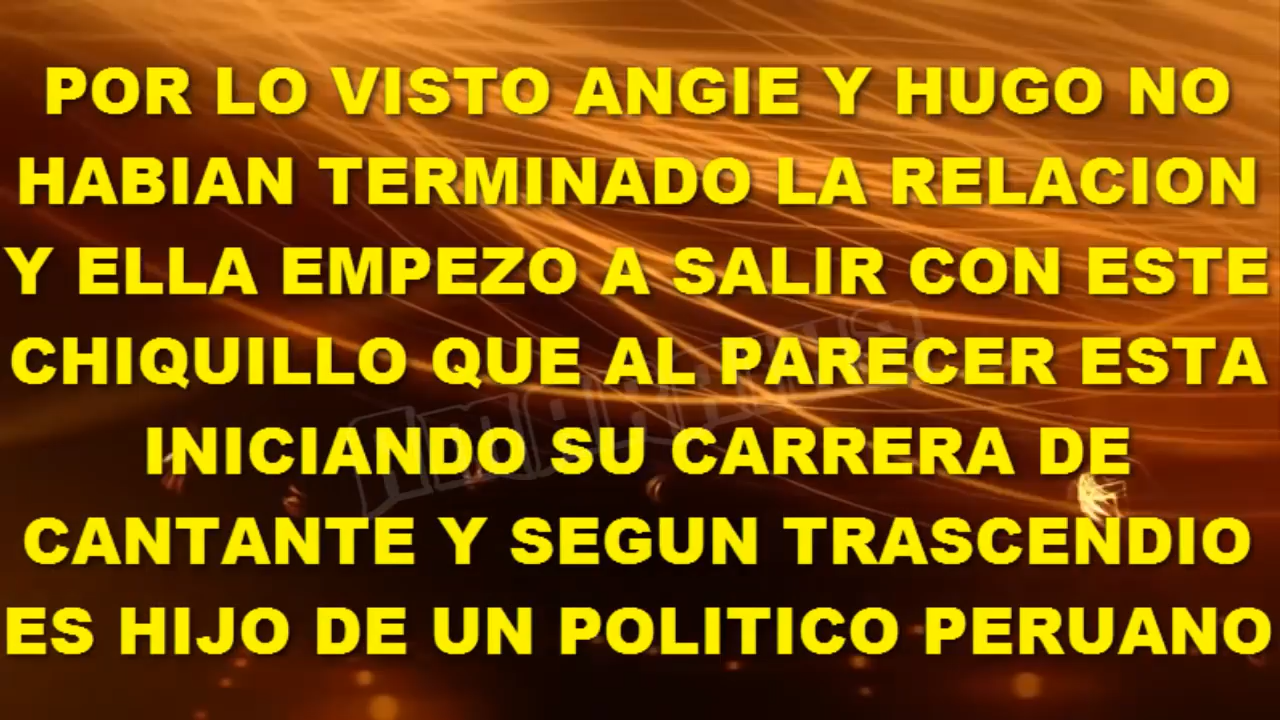 POR LO VISTO ANGIE Y HUGO NO
HABIAN TERMINADO LA RELACION
Y ELLA EMPEZO A SALIR CON ESTE
CHIQUILLO QUE AL PARECER ESTA
INICIANDO SU CARRERA DE
CANTANTE Y SEGUN TRASCENDIO
ES HIJO DE UN POLITICO PERUANO